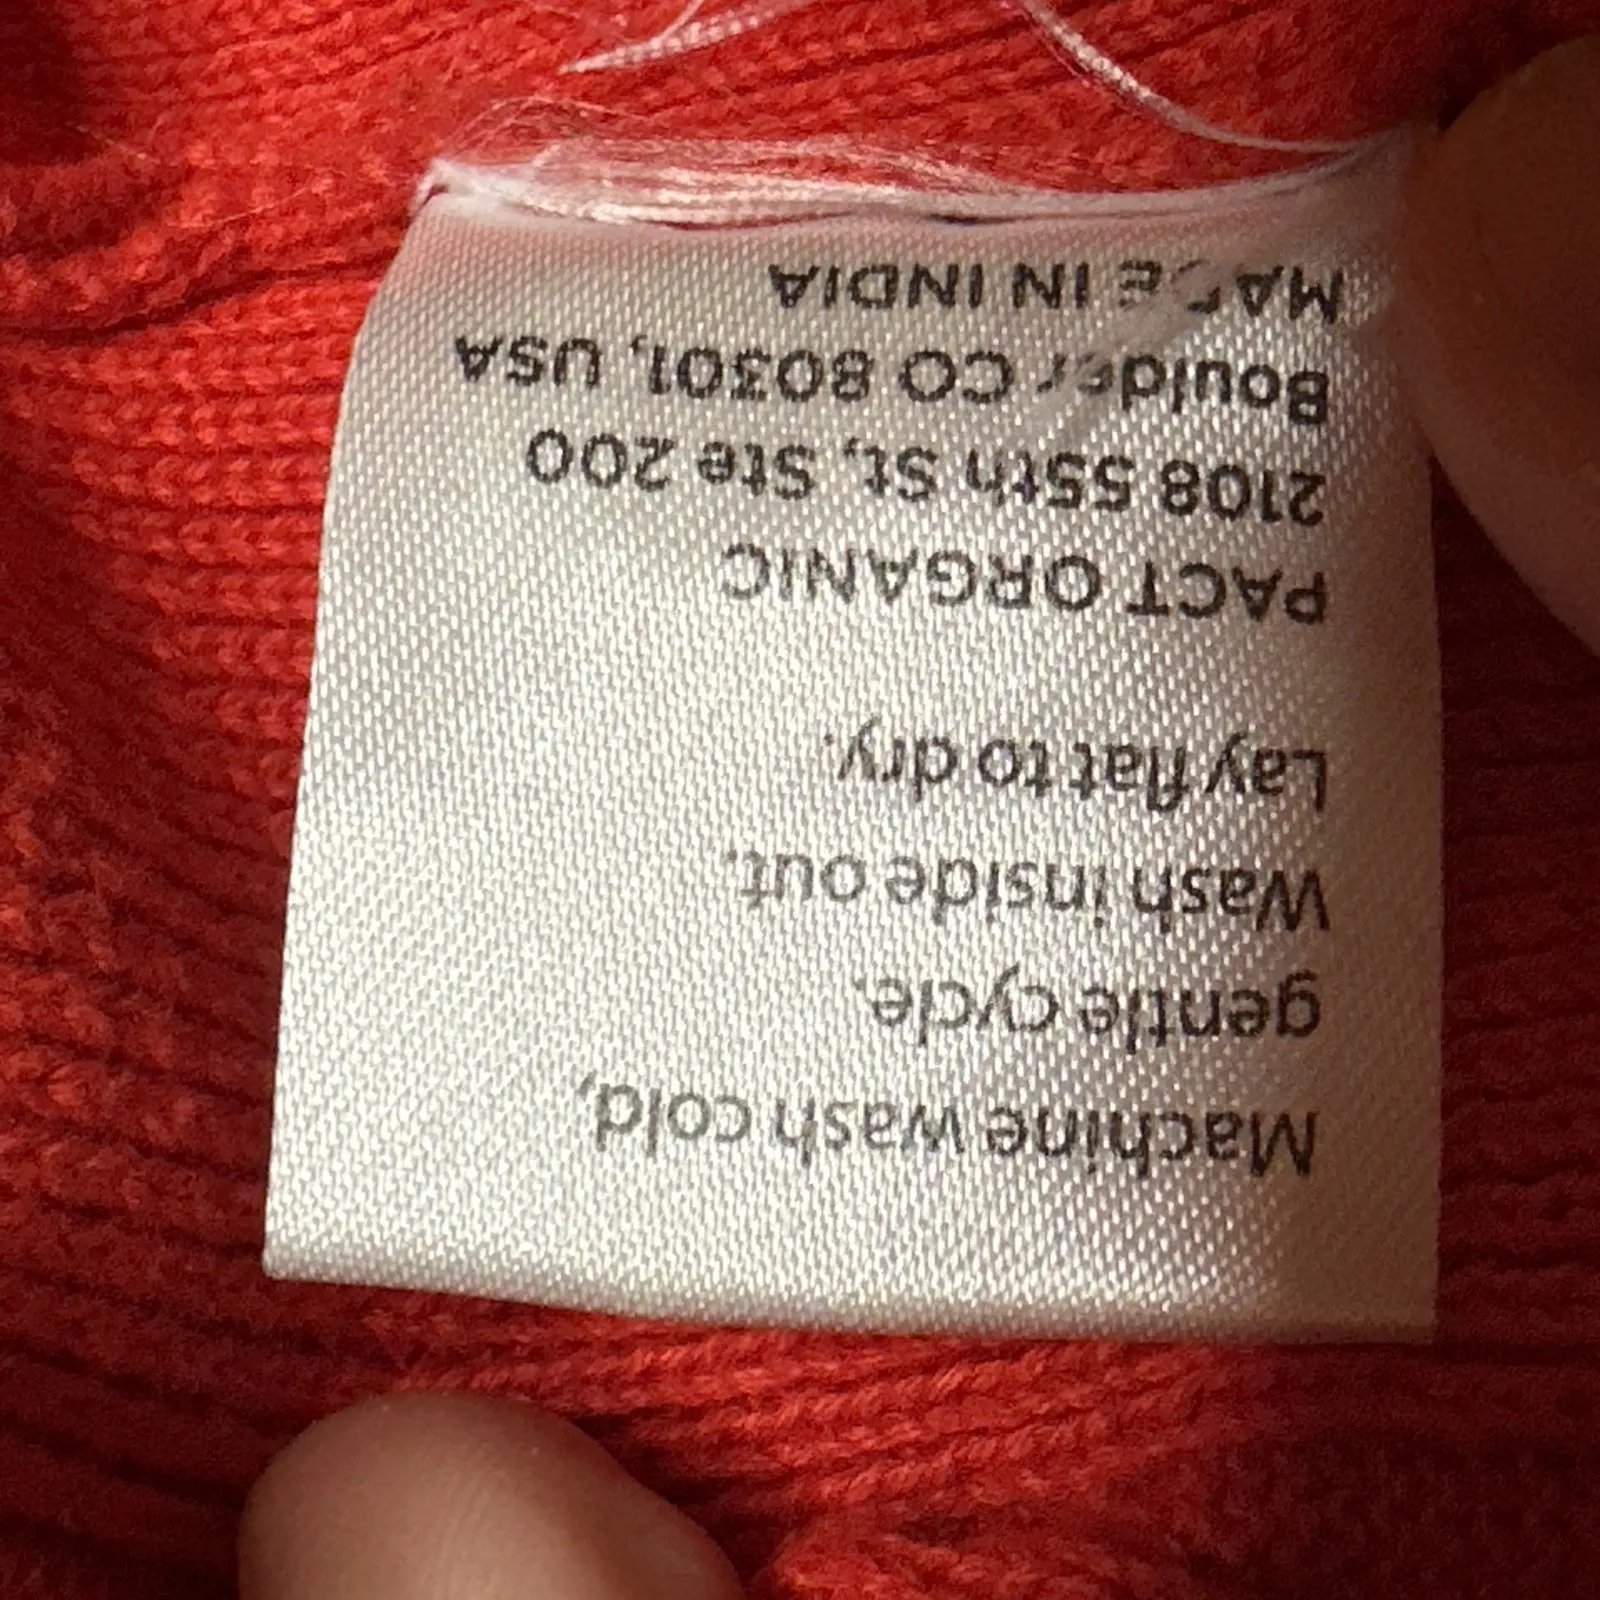 Machine wash cold,
gentle cycle.
Wash inside out.
Lay flat to dry.
PACT ORGANIC
2108 55th St, Ste 200
Boulder CO 80301, USA
MADE IN INDIA